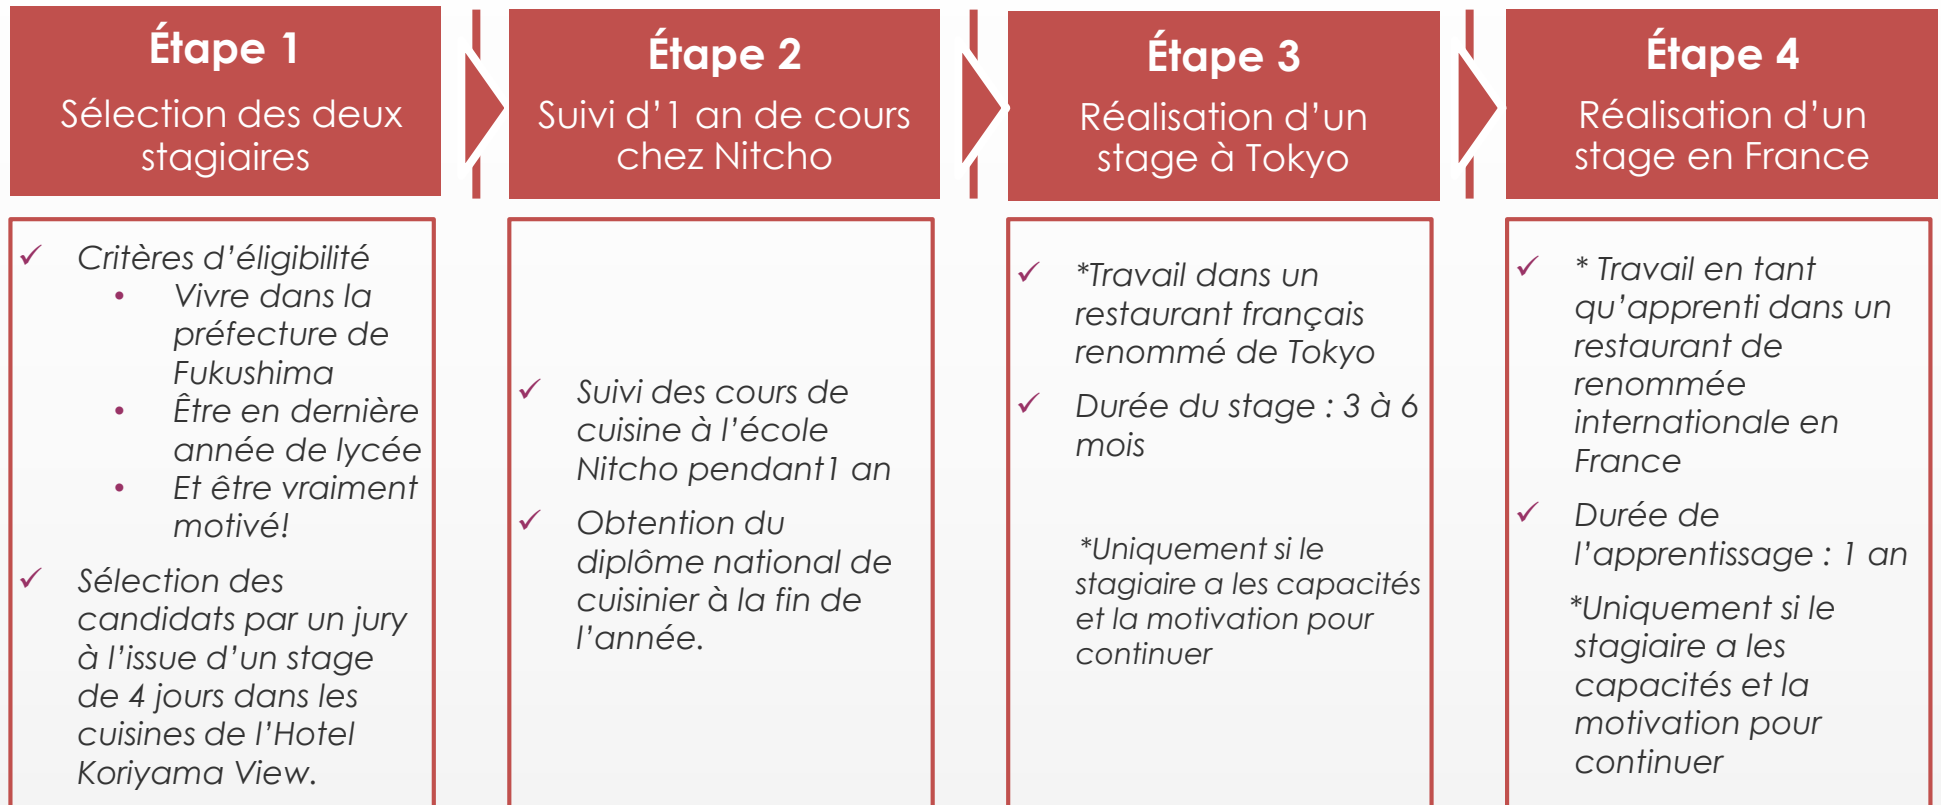 Étape 1
Sélection des deux
stagiaires
✓ Critères d'éligibilité
• Vivre dans la
préfecture de
Fukushima
• Être en dernière
année de lycée
• Et être vraiment
motivé!
✓ Sélection des
candidats par un jury
à l'issue d'un stage
de 4 jours dans les
cuisines de l'Hotel
Koriyama View.
Étape 2
Suivi d'1 an de cours
chez Nitcho
✓ Suivi des cours de
cuisine à l'école
Nitcho pendant1 an
✓ Obtention du
diplôme national de
cuisinier à la fin de
l'année.
Étape 3
Réalisation d'un
stage à Tokyo
✓ *Travail dans un
restaurant français
renommé de Tokyo
✓ Durée du stage : 3 à 6
mois
*Uniquement si le
stagiaire a les capacités
et la motivation pour
continuer
Étape 4
Réalisation d'un
stage en France
✓ * Travail en tant
qu'apprenti dans un
restaurant de
renommée
internationale en
France
✓ Durée de
l'apprentissage : 1 an
*Uniquement si le
stagiaire a les
capacités et la
motivation pour
continuer